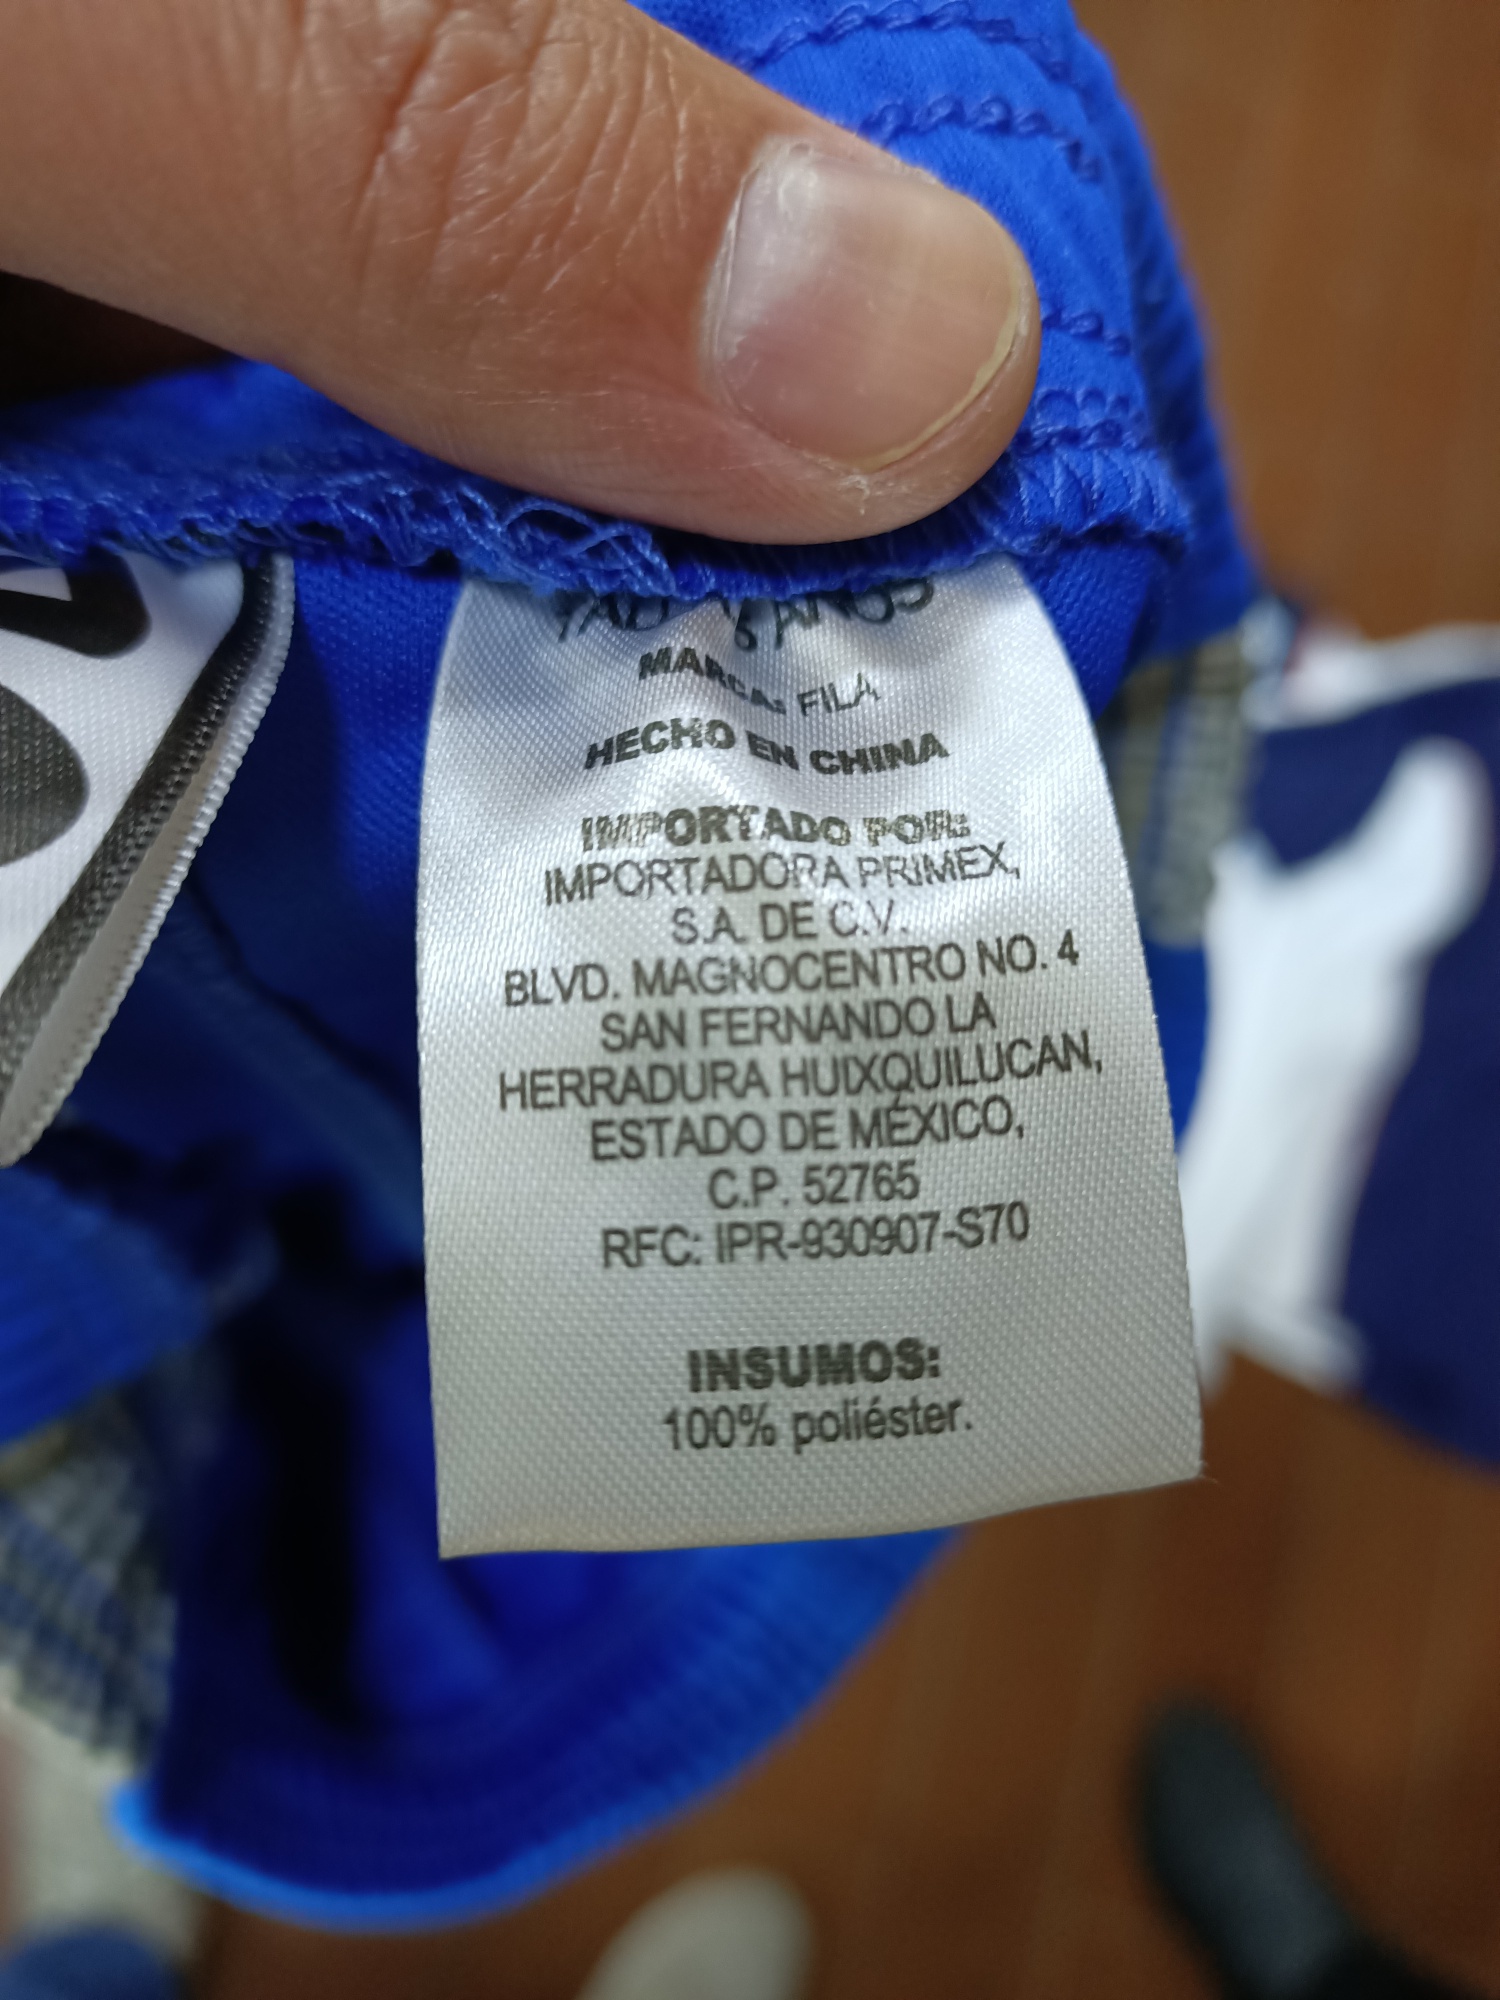 MARCA: FILA
HECHO EN CHINA
IMPORTADO POR:
IMPORTADORA PRIMEX,
S.A. DE C.V.
BLVD. MAGNOCENTRO NO. 4
SAN FERNANDO LA
HERRADURA HUIXQUILUCAN,
ESTADO DE MÉXICO,
C.P. 52765
RFC: IPR-930907-S70
INSUMOS:
100% poliéster.